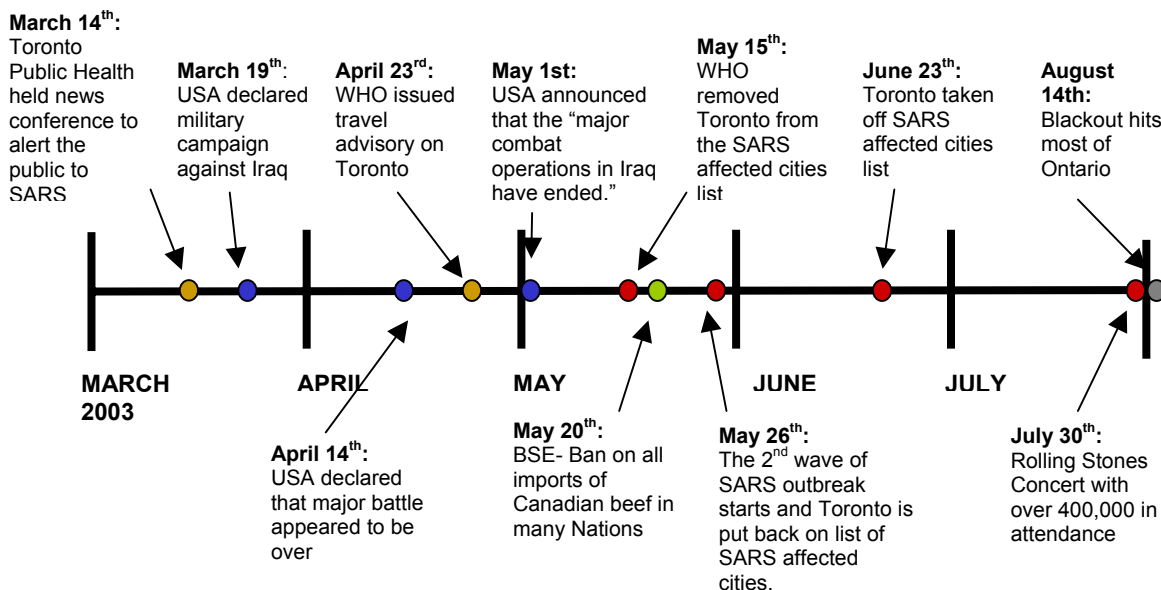 March 14th:
Toronto
Public Health
held news
conference to
alert the
public to
SARS
March 19th:
USA declared
military
campaign
against Iraq
April 23rd:
WHO issued
travel
advisory on
Toronto
May 1st:
USA announced
that the “major
combat
operations in Iraq
have ended.”
May 15th:
WHO
removed
Toronto from
the SARS
affected cities
list
June 23th:
Toronto taken
off SARS
affected cities
list
August
14th:
Blackout hits
most of
Ontario
MARCH
2003
APRIL
MAY
JUNE
JULY
April 14th:
USA declared
that major battle
appeared to be
over
May 20th:
BSE- Ban on all
imports of
Canadian beef in
many Nations
May 26th:
The 2nd wave of
SARS outbreak
starts and Toronto is
put back on list of
SARS affected
cities.
July 30th:
Rolling Stones
Concert with
over 400,000 in
attendance